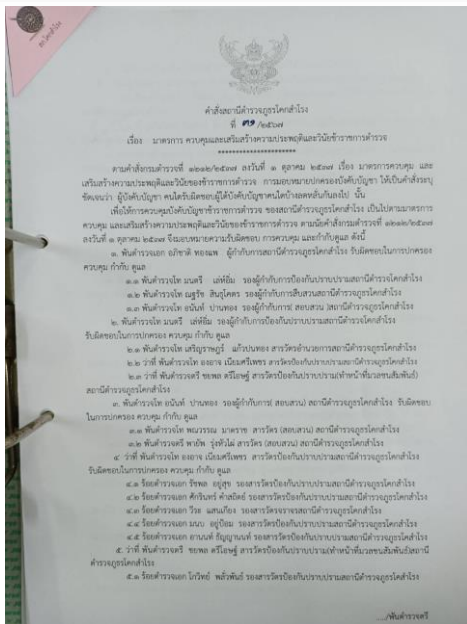 สภ.โคกสำโรง
คำสั่งสถานีตำรวจภูธรโคกสำโรง
ที่ ๓๑ /๒๕๖๗
เรื่อง มาตรการ ควบคุมและเสริมสร้างความประพฤติและวินัยข้าราชการตำรวจ
**********************
ตามคำสั่งกรมตำรวจที่ ๑๒๑๒/๒๕๓๗ ลงวันที่ ๑ ตุลาคม ๒๕๓๗ เรื่อง มาตรการควบคุม และ
เสริมสร้างความประพฤติและวินัยของข้าราชการตำรวจ การมอบหมายปกครองบังคับบัญชา ให้เป็นคำสั่งระบุ
ชัดเจนว่า ผู้บังคับบัญชา คนใดรับผิดชอบผู้ใต้บังคับบัญชาคนใดบ้างลดหลั่นกันลงไป นั้น
เพื่อให้การควบคุมบังคับบัญชาข้าราชการตำรวจ ของสถานีตำรวจภูธรโคกสำโรง เป็นไปตามมาตรการ
ควบคุม และเสริมสร้างความประพฤติและวินัยของข้าราชการตำรวจ ตามนัยคำสั่งกรมตำรวจที่ ๑๒๑๒/๒๕๓๗
ลงวันที่ ๑ ตุลาคม ๒๕๓๗ จึงมอบหมายความรับผิดชอบ การควบคุม และกำกับดูแล ดังนี้
๑. พันตำรวจเอก อภิชาติ ทองแพ ผู้กำกับการสถานีตำรวจภูธรโคกสำโรง รับผิดชอบในการปกครอง
ควบคุม กำกับ ดูแล
๑.๑ พันตำรวจโท มนตรี เล่ห์อิ่ม รองผู้กำกับการป้องกันปราบปรามสถานีตำรวจภูธรโคกสำโรง
๑.๒ พันตำรวจโท ณฐรัช สินธุโคตร รองผู้กำกับการสืบสวนสถานีตำรวจภูธรโคกสำโรง
๑.๓ พันตำรวจโท อนันท์ ปานทอง รองผู้กำกับการ( สอบสวน )สถานีตำรวจภูธรโคกสำโรง
๒. พันตำรวจโท มนตรี เล่ห์อิ่ม รองผู้กำกับการป้องกันปราบปรามสถานีตำรวจภูธรโคกสำโรง
รับผิดชอบในการปกครอง ควบคุม กำกับ ดูแล
๒.๑ พันตำรวจโท เสริญราษฎร์ แก้วปนทอง สารวัตรอำนวยการสถานีตำรวจภูธรโคกสำโรง
๒.๒ ว่าที่ พันตำรวจโท องอาจ เนียมศรีเพชร สารวัตรป้องกันปราบปรามสถานีตำรวจภูธรโคกสำโรง
๒.๓ ว่าที่ พันตำรวจตรี ชยพล ตรีโอษฐ์ สารวัตรป้องกันปราบปราม(ทำหน้าที่มวลชนสัมพันธ์)
สถานีตำรวจภูธรโคกสำโรง
๓. พันตำรวจโท อนันท์ ปานทอง รองผู้กำกับการ( สอบสวน) สถานีตำรวจภูธรโคกสำโรง รับผิดชอบ
ในการปกครอง ควบคุม กำกับ ดูแล
๓.๑ พันตำรวจโท พณวรรณ มาตราช สารวัตร (สอบสวน) สถานีตำรวจภูธรโคกสำโรง
๓.๒ พันตำรวจตรี พายัพ รุ่งหัวไผ่ สารวัตร (สอบสวน) สถานีตำรวจภูธรโคกสำโรง
๔ ว่าที่ พันตำรวจโท องอาจ เนียมศรีเพชร สารวัตรป้องกันปราบปรามสถานีตำรวจภูธรโคกสำโรง
รับผิดชอบในการปกครอง ควบคุม กำกับ ดูแล
๔.๑ ร้อยตำรวจเอก รัชพล อยู่สุข รองสารวัตรป้องกันปราบปรามสถานีตำรวจภูธรโคกสำโรง
๔.๒ ร้อยตำรวจเอก ศักรินทร์ คำสอัตย์ รองสารวัตรป้องกันปราบปรามสถานีตำรวจภูธรโคกสำโรง
๔.๓ ร้อยตำรวจเอก วีรธ แสนเกื่อง รองสารวัตรจราจรสถานีตำรวจภูธรโคกสำโรง
๔.๔ ร้อยตำรวจเอก มนบ อยู่ป้อม รองสารวัตรป้องกันปราบปรามสถานีตำรวจภูธรโคกสำโรง
๔.๕ ร้อยตำรวจเอก อานนท์ ธัญญานนท์ รองสารวัตรป้องกันปราบปรามสถานีตำรวจภูธรโคกสำโรง
๕. ว่าที่ พันตำรวจตรี ชยพล ตรีโอษฐ์ สารวัตรป้องกันปราบปราม(ทำหน้าที่มวลชนสัมพันธ์)สถานี
ตำรวจภูธรโคกสำโรง
๕.๑ ร้อยตำรวจเอก โกวิทย์ พลั่วพันธ์ รองสารวัตรป้องกันปราบปรามสถานีตำรวจภูธรโคกสำโรง
..../พันตำรวจตรี